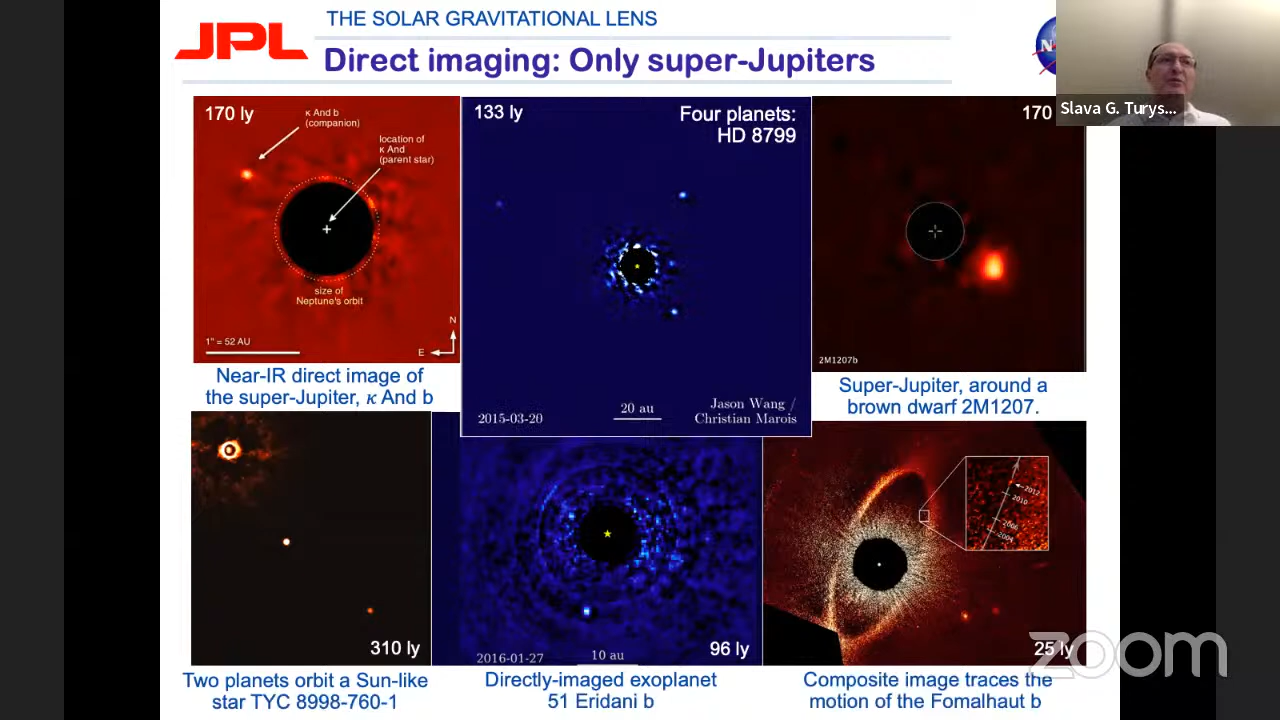 THE SOLAR GRAVITATIONAL LENS
JPL
Direct imaging: Only super-Jupiters
Slava G. Turys...
170 ly
κ And b
(companion)
location of
κ And
(parent star)
size of
Neptune's orbit
1" = 52 AU
N
E
Near-IR direct image of
the super-Jupiter, κ And b
133 ly
Four planets:
HD 8799
2015-03-20
20 au
Jason Wang /
Christian Marois
170
2M1207b
Super-Jupiter, around a
brown dwarf 2M1207.
310 ly
Two planets orbit a Sun-like
star TYC 8998-760-1
2016-01-27
10 au
96 ly
Directly-imaged exoplanet
51 Eridani b
2012
2010
2006
2004
25 ly
Composite image traces the
motion of the Fomalhaut b
zoom